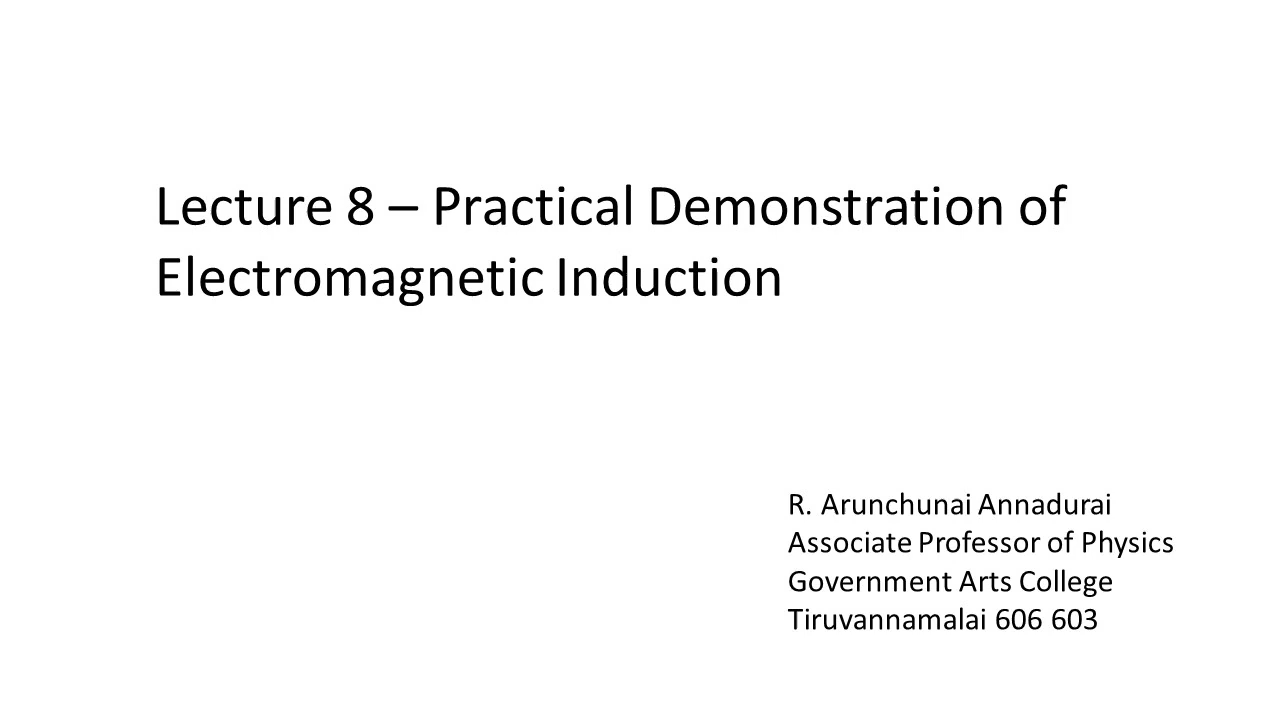 Lecture 8 – Practical Demonstration of
Electromagnetic Induction
R. Arunchunai Annadurai
Associate Professor of Physics
Government Arts College
Tiruvannamalai 606 603